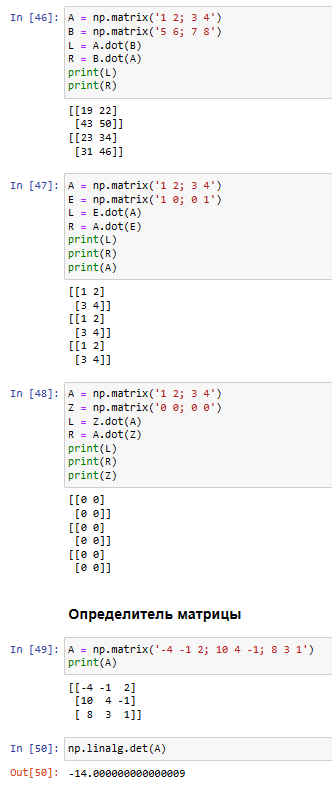 In [46]: A = np.matrix('1 2; 3 4')
B = np.matrix('5 6; 7 8')
L = A.dot(B)
R = B.dot(A)
print(L)
print(R)
[[19 22]
 [43 50]]
[[23 34]
 [31 46]]
In [47]: A = np.matrix('1 2; 3 4')
E = np.matrix('1 0; 0 1')
L = E.dot(A)
R = A.dot(E)
print(L)
print(R)
print(A)
[[1 2]
 [3 4]]
[[1 2]
 [3 4]]
[[1 2]
 [3 4]]
In [48]: A = np.matrix('1 2; 3 4')
Z = np.matrix('0 0; 0 0')
L = Z.dot(A)
R = A.dot(Z)
print(L)
print(R)
print(Z)
[[0 0]
 [0 0]]
[[0 0]
 [0 0]]
[[0 0]
 [0 0]]
Определитель матрицы
In [49]: A = np.matrix('-4 -1 2; 10 4 -1; 8 3 1')
print(A)
[[-4 -1  2]
 [10  4 -1]
 [ 8  3  1]]
In [50]: np.linalg.det(A)
Out[50]: -14.000000000000009